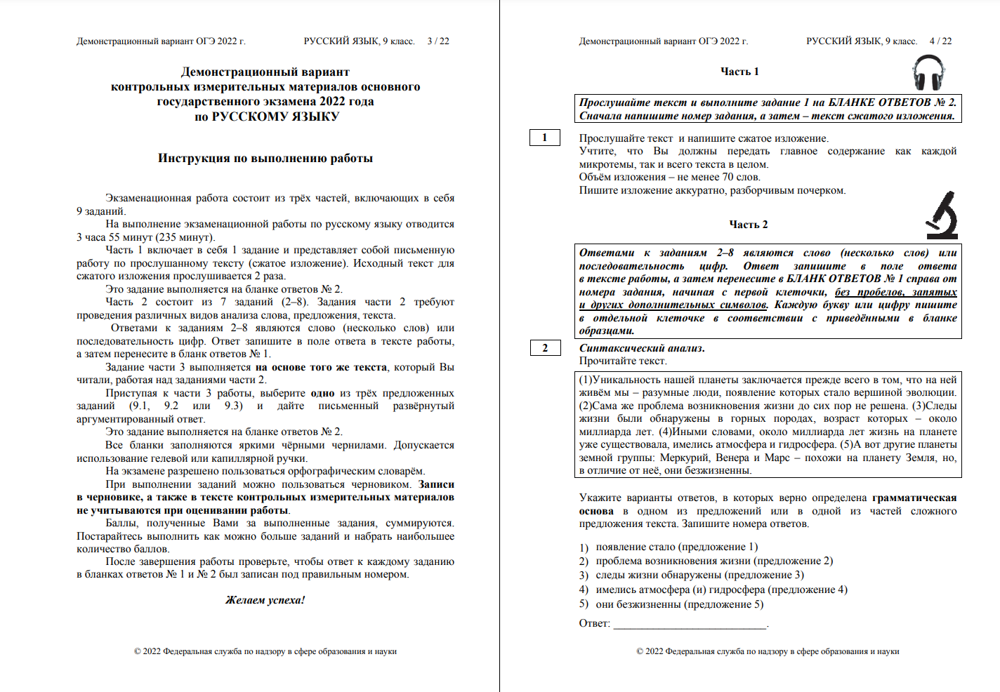 Демонстрационный вариант ОГЭ 2022 г. РУССКИЙ ЯЗЫК, 9 класс. 3 / 22
Демонстрационный вариант
контрольных измерительных материалов основного
государственного экзамена 2022 года
по РУССКОМУ ЯЗЫКУ
Инструкция по выполнению работы
Экзаменационная работа состоит из трёх частей, включающих в себя
9 заданий.
На выполнение экзаменационной работы по русскому языку отводится
3 часа 55 минут (235 минут).
Часть 1 включает в себя 1 задание и представляет собой письменную
работу по прослушанному тексту (сжатое изложение). Исходный текст для
сжатого изложения прослушивается 2 раза.
Это задание выполняется на бланке ответов № 2.
Часть 2 состоит из 7 заданий (2–8). Задания части 2 требуют
проведения различных видов анализа слова, предложения, текста.
Ответами к заданиям 2–8 являются слово (несколько слов) или
последовательность цифр. Ответ запишите в поле ответа в тексте работы,
а затем перенесите в бланк ответов № 1.
Задание части 3 выполняется на основе того же текста, который Вы
читали, работая над заданиями части 2.
Приступая к части 3 работы, выберите одно из трёх предложенных
заданий (9.1, 9.2 или 9.3) и дайте письменный развёрнутый
аргументированный ответ.
Это задание выполняется на бланке ответов № 2.
Все бланки заполняются яркими чёрными чернилами. Допускается
использование гелевой или капиллярной ручки.
На экзамене разрешено пользоваться орфографическим словарём.
При выполнении заданий можно пользоваться черновиком. Записи
в черновике, а также в тексте контрольных измерительных материалов
не учитываются при оценивании работы.
Баллы, полученные Вами за выполненные задания, суммируются.
Постарайтесь выполнить как можно больше заданий и набрать наибольшее
количество баллов.
После завершения работы проверьте, чтобы ответ к каждому заданию
в бланках ответов № 1 и № 2 был записан под правильным номером.
Желаем успеха!
© 2022 Федеральная служба по надзору в сфере образования и науки
Демонстрационный вариант ОГЭ 2022 г. РУССКИЙ ЯЗЫК, 9 класс. 4 / 22
Часть 1
Прослушайте текст и выполните задание 1 на БЛАНКЕ ОТВЕТОВ № 2.
Сначала напишите номер задания, а затем – текст сжатого изложения.
1 Прослушайте текст и напишите сжатое изложение.
Учтите, что Вы должны передать главное содержание как каждой
микротемы, так и всего текста в целом.
Объём изложения – не менее 70 слов.
Пишите изложение аккуратно, разборчивым почерком.
Часть 2
Ответами к заданиям 2–8 являются слово (несколько слов) или
последовательность цифр. Ответ запишите в поле ответа
в тексте работы, а затем перенесите в БЛАНК ОТВЕТОВ № 1 справа от
номера задания, начиная с первой клеточки, без пробелов, запятых
и других дополнительных символов. Каждую букву или цифру пишите
в отдельной клеточке в соответствии с приведёнными в бланке
образцами.
2 Синтаксический анализ.
Прочитайте текст.
(1)Уникальность нашей планеты заключается прежде всего в том, что на ней
живём мы – разумные люди, появление которых стало вершиной эволюции.
(2)Сама же проблема возникновения жизни до сих пор не решена. (3)Следы
жизни были обнаружены в горных породах, возраст которых – около
миллиарда лет. (4)Иными словами, около миллиарда лет жизнь на планете
уже существовала, имелись атмосфера и гидросфера. (5)А вот другие планеты
земной группы: Меркурий, Венера и Марс – похожи на планету Земля, но,
в отличие от неё, они безжизненны.
Укажите варианты ответов, в которых верно определена грамматическая
основа в одном из предложений или в одной из частей сложного
предложения текста. Запишите номера ответов.
1) появление стало (предложение 1)
2) проблема возникновения жизни (предложение 2)
3) следы жизни обнаружены (предложение 3)
4) имелись атмосфера (и) гидросфера (предложение 4)
5) они безжизненны (предложение 5)
Ответ: ___________________________.
© 2022 Федеральная служба по надзору в сфере образования и науки